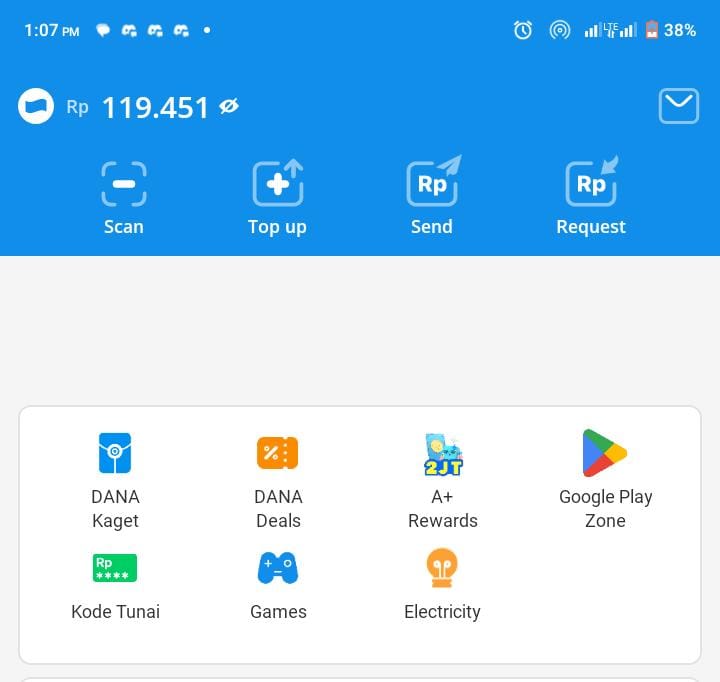 1:07 PM LTE 38%
Rp 119.451
Scan Top up Rp Send Rp Request
DANA Kaget
DANA Deals
2JT
A+ Rewards
Google Play Zone
Rp ****
Kode Tunai
Games
Electricity